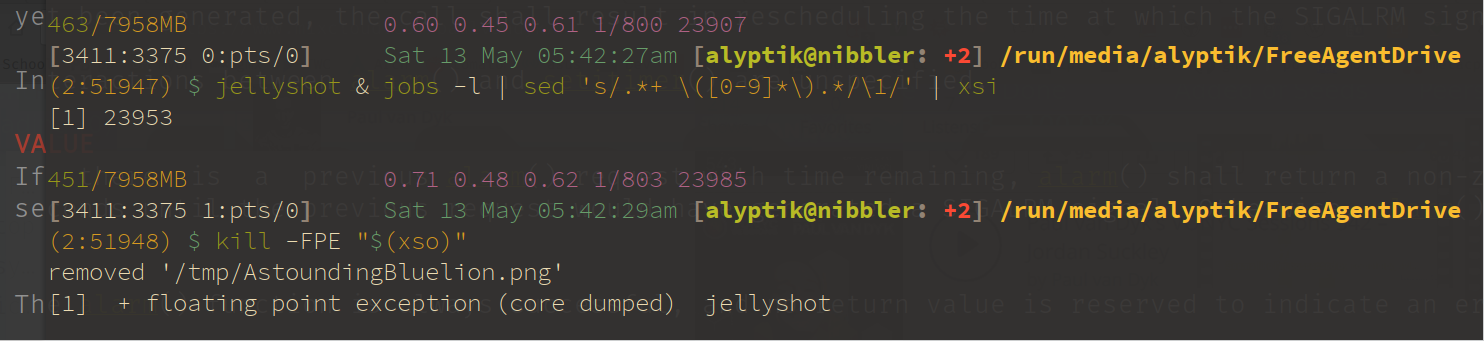 463/7958MB 0.60 0.45 0.61 1/800 23907
[3411:3375 0:pts/0] Sat 13 May 05:42:27am [alyptik@nibbler: +2] /run/media/alyptik/FreeAgentDrive
(2:51947) $ jellyshot & jobs -l | sed 's/.*+ \([0-9]*\).*/\1/' | xsi
[1] 23953
VALUE
451/7958MB 0.71 0.48 0.62 1/803 23985
[3411:3375 1:pts/0] Sat 13 May 05:42:29am [alyptik@nibbler: +2] /run/media/alyptik/FreeAgentDrive
(2:51948) $ kill -FPE "$(xso)"
removed '/tmp/AstoundingBluelion.png'
[1] + floating point exception (core dumped) jellyshot